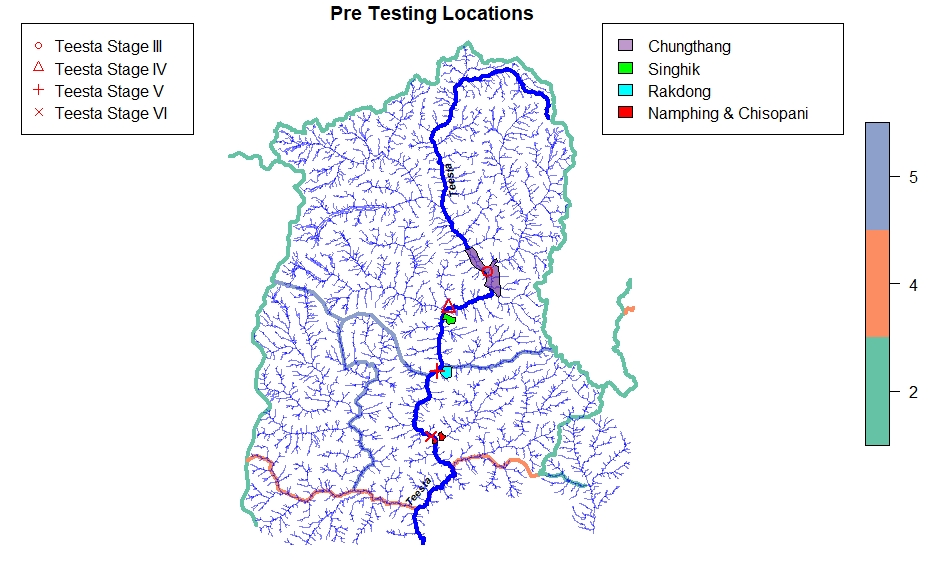 Pre Testing Locations
Teesta Stage III
Teesta Stage IV
Teesta Stage V
Teesta Stage VI
Chungthang
Singhik
Rakdong
Namphing & Chisopani
5
4
2
Teesta
Teesta